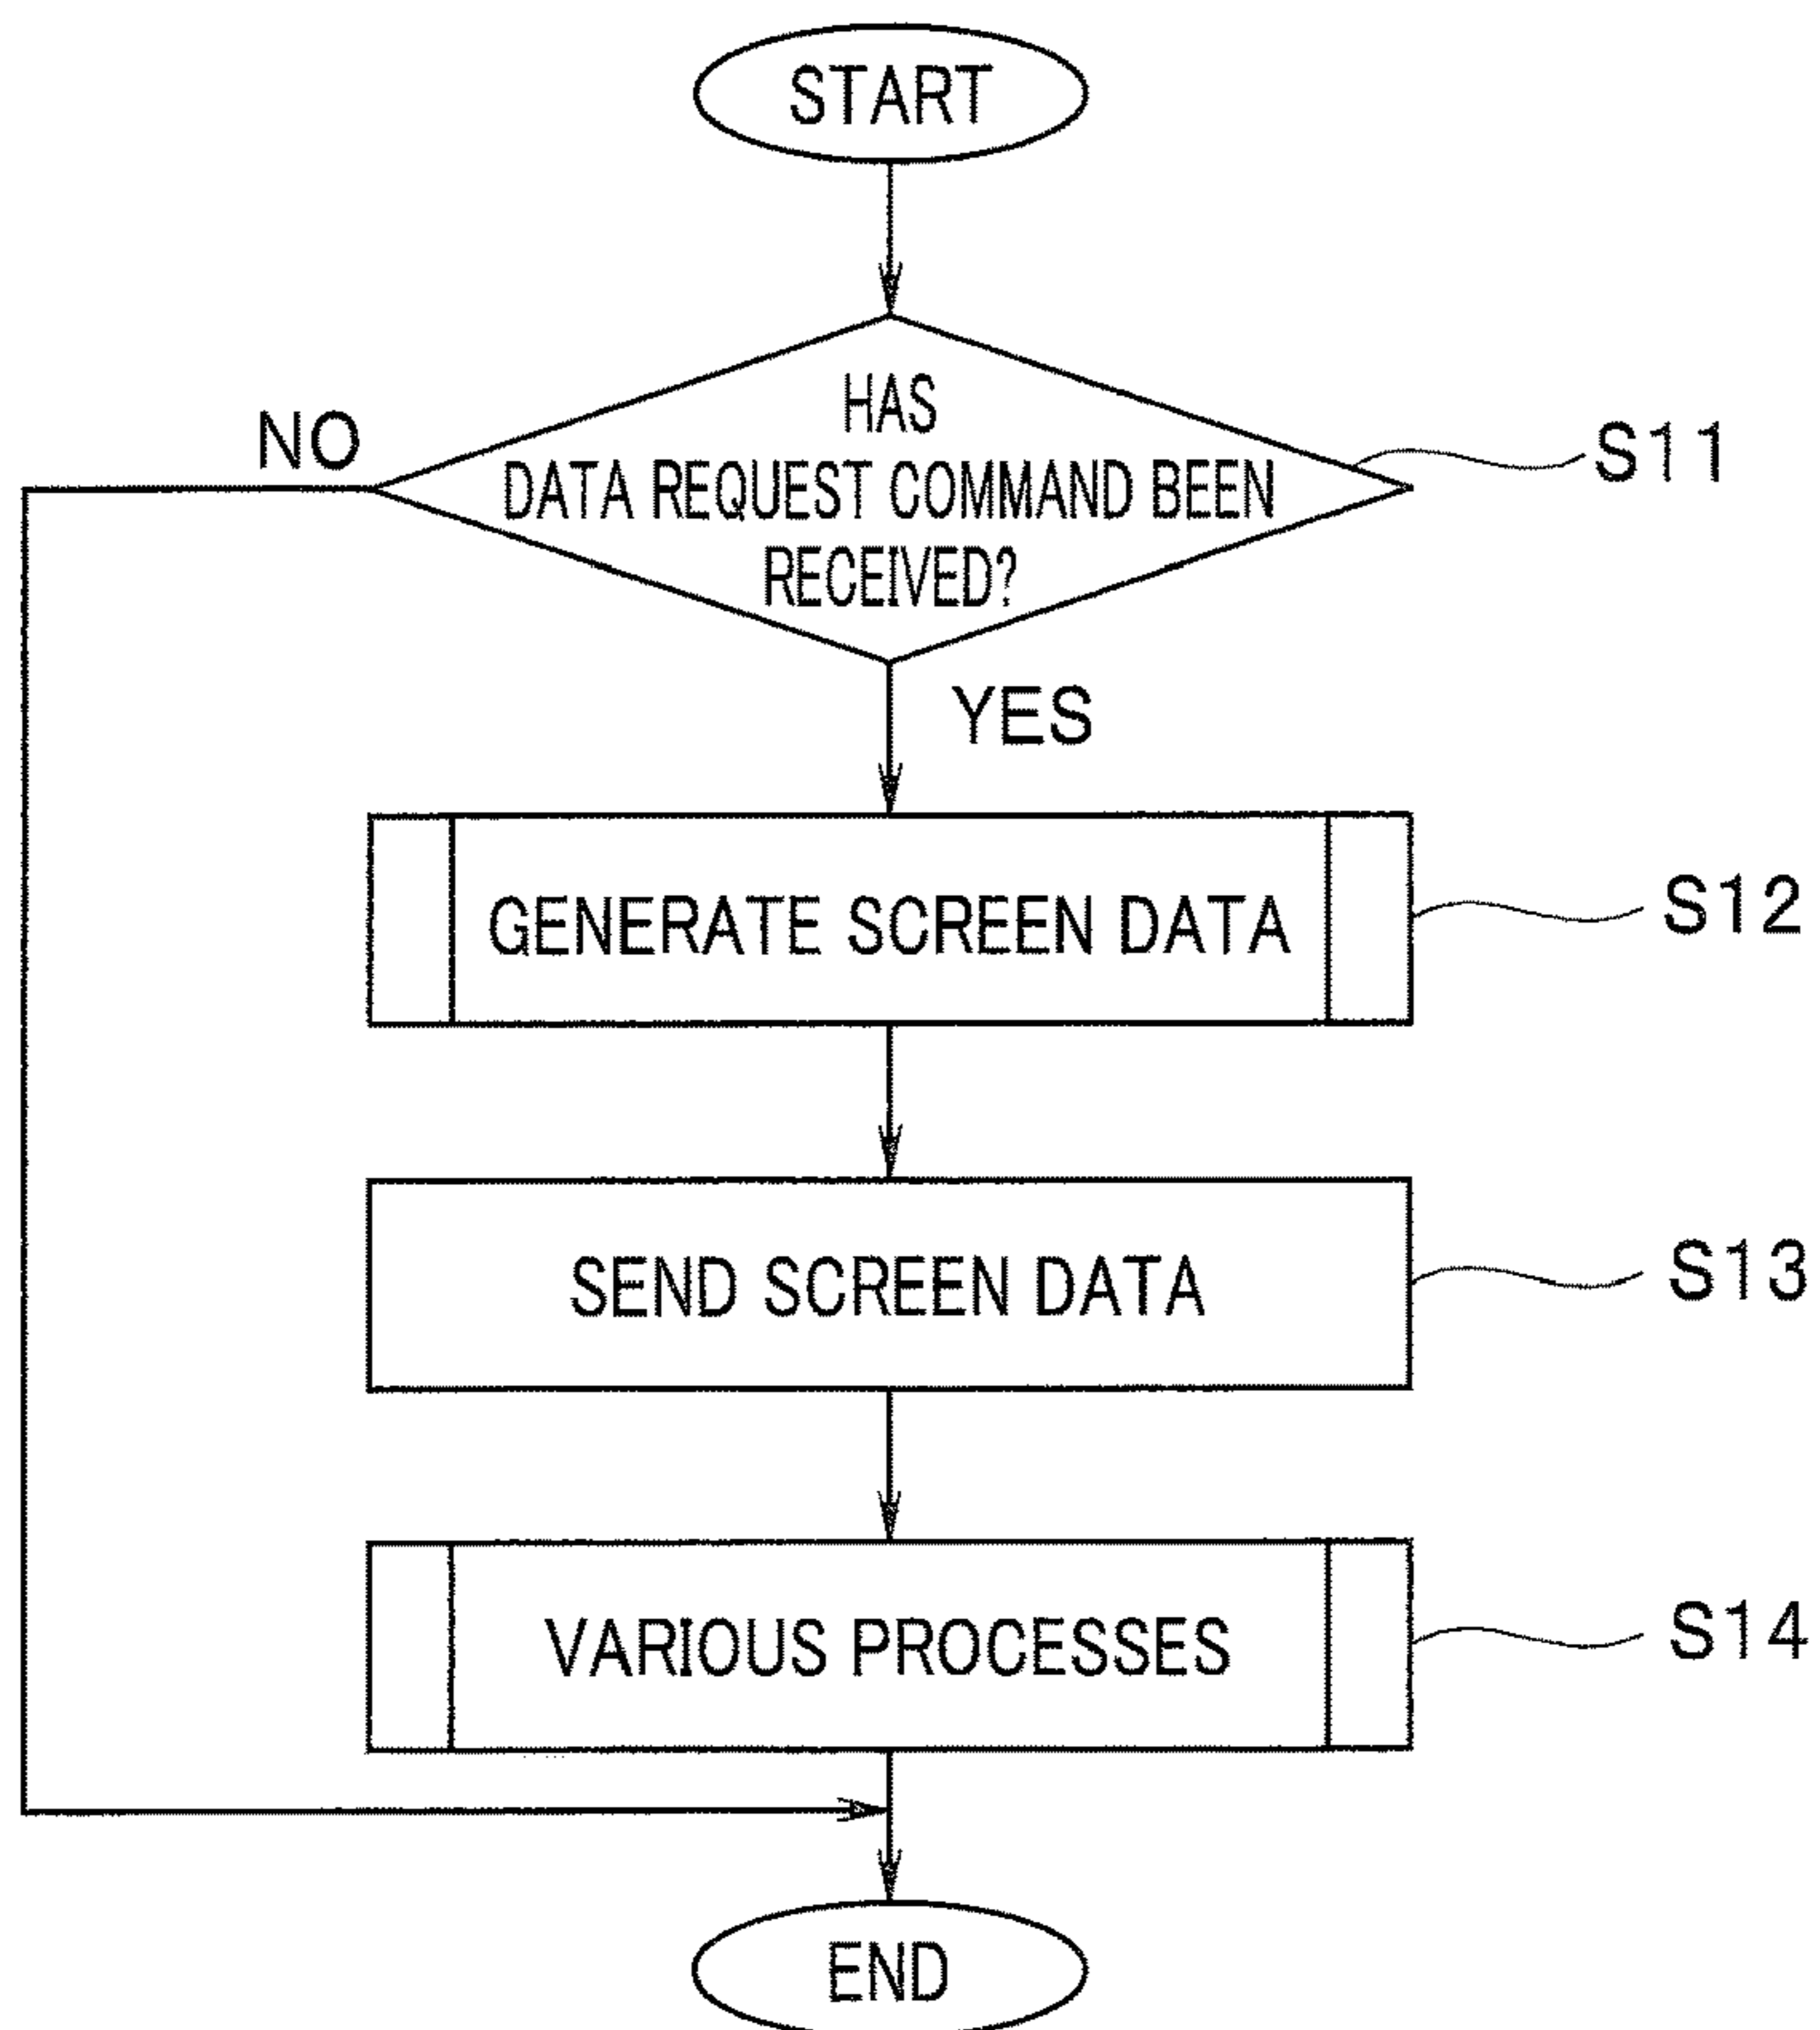 START
HAS
DATA REQUEST COMMAND BEEN
RECEIVED?
NO
S11
YES
GENERATE SCREEN DATA
S12
SEND SCREEN DATA
S13
VARIOUS PROCESSES
S14
END